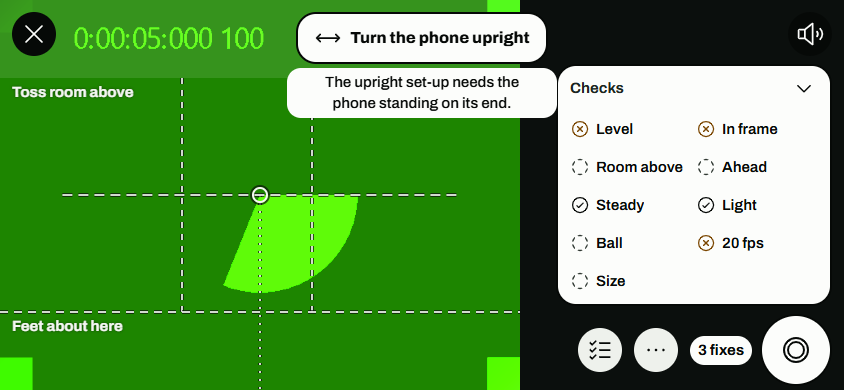 0:00:05:000 100
Turn the phone upright
The upright set-up needs the
phone standing on its end.
Toss room above
Feet about here
Checks
Level
In frame
Room above
Ahead
Steady
Light
Ball
20 fps
Size
3 fixes